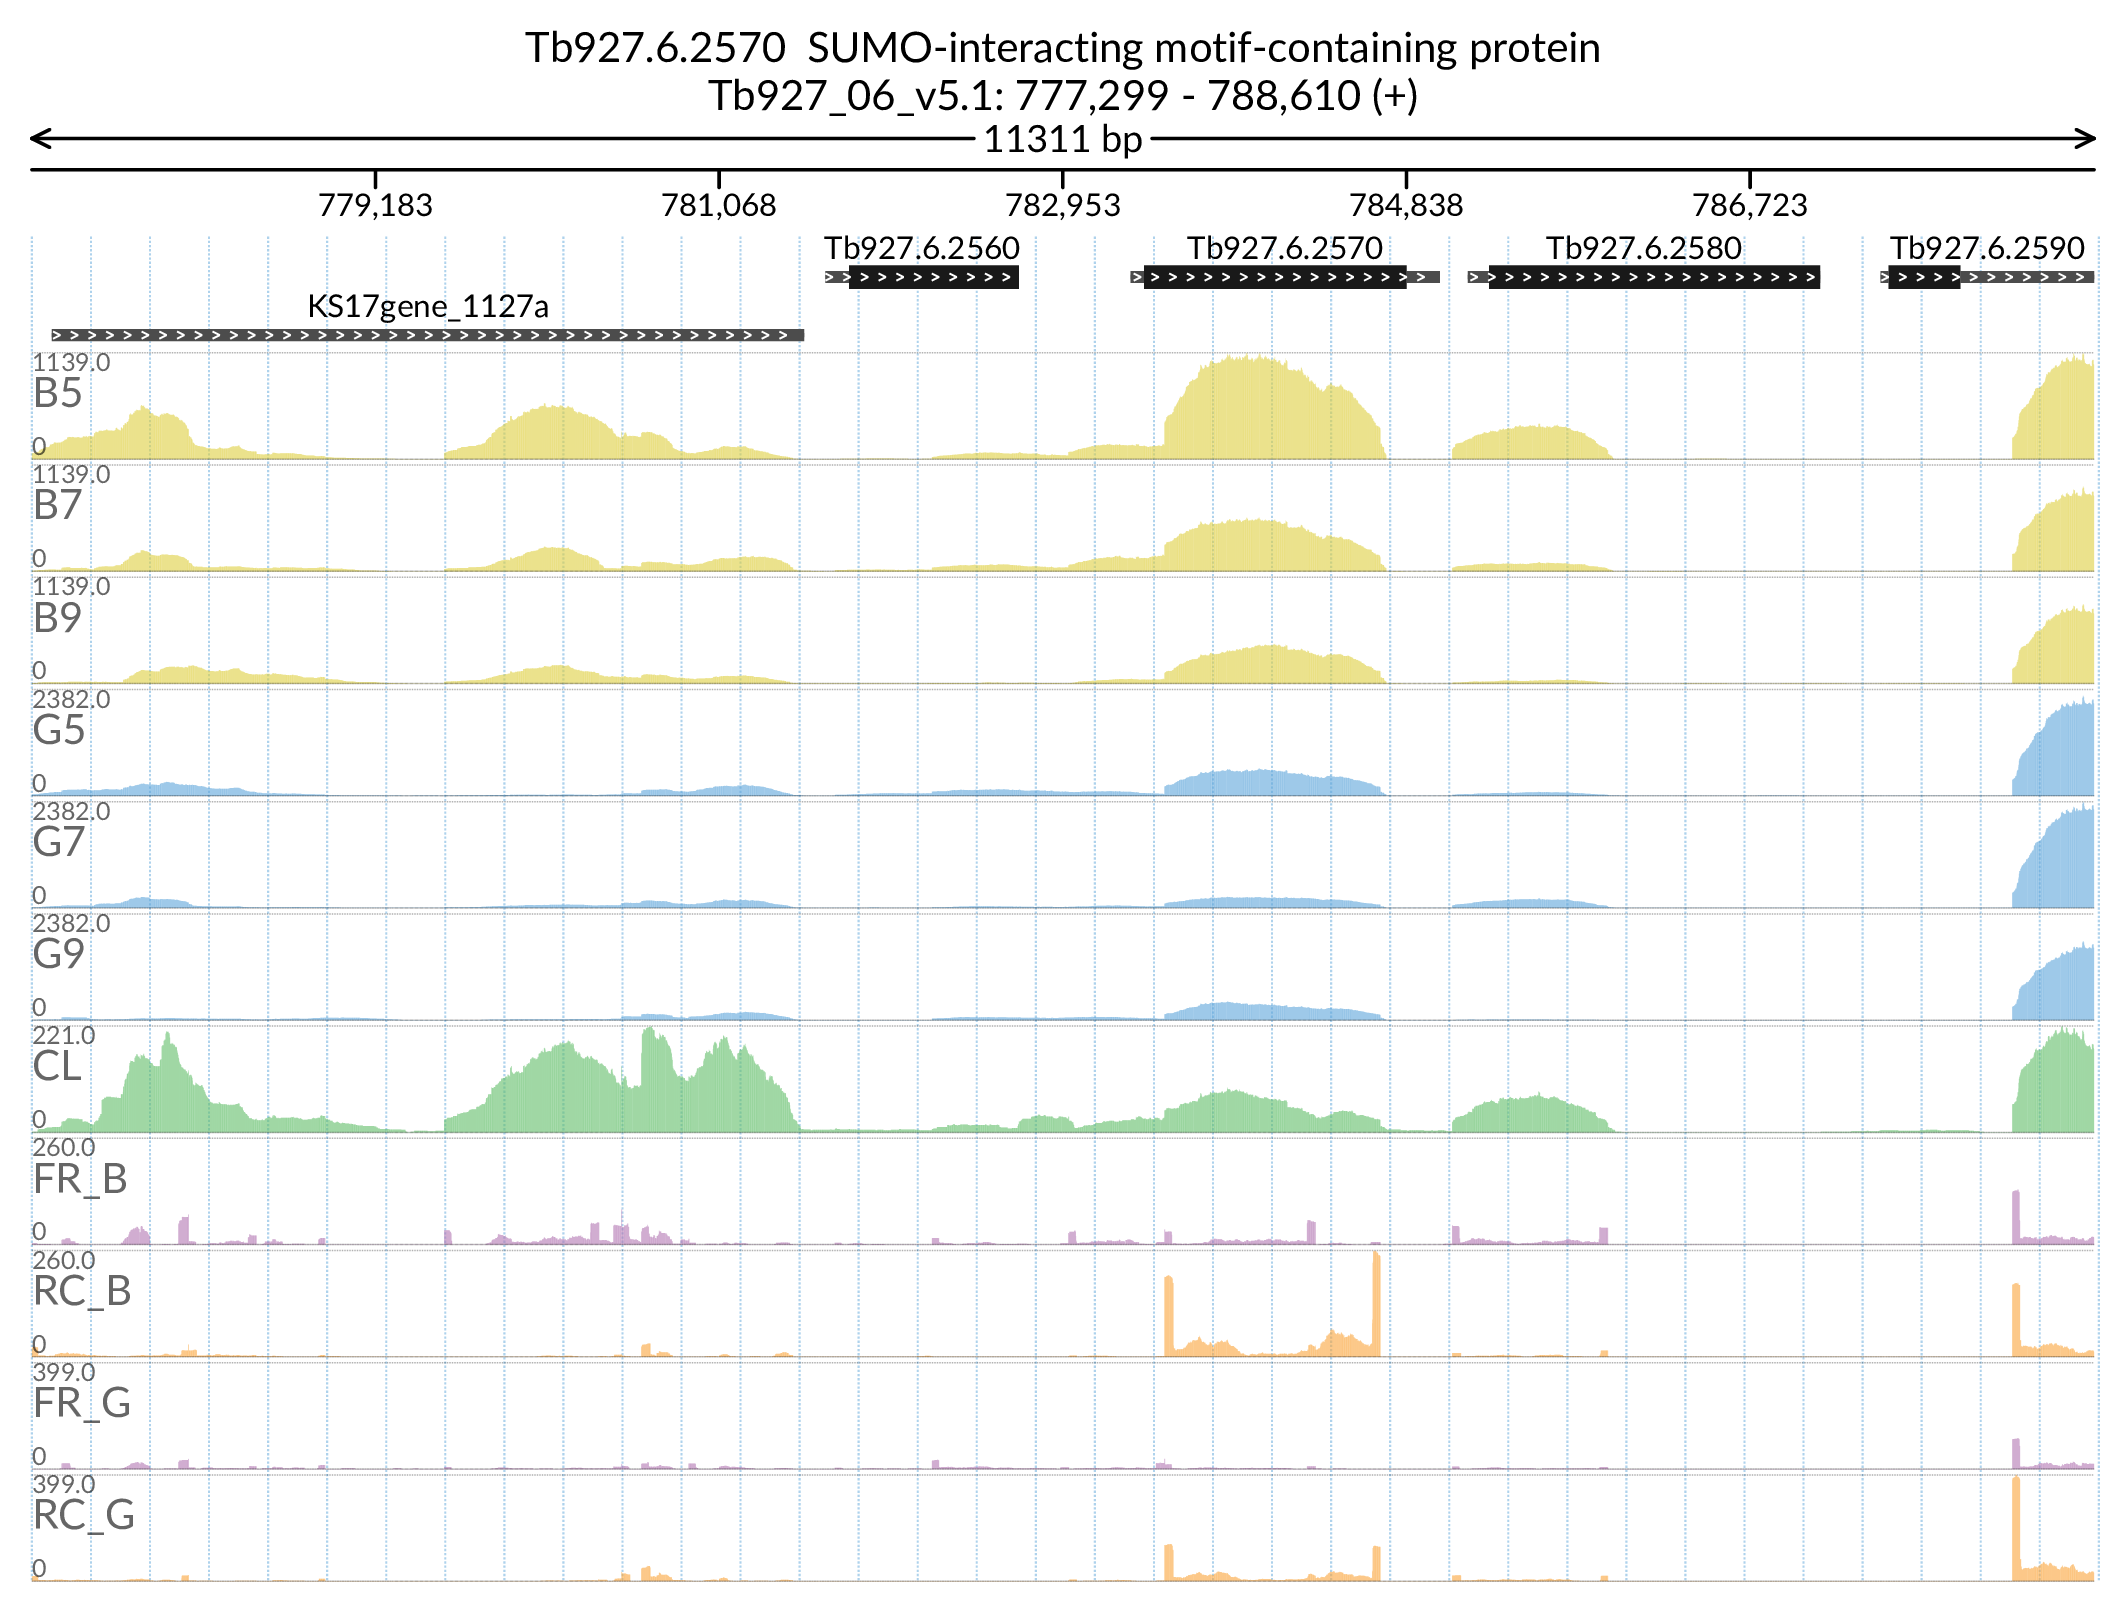 Tb927.6.2570  SUMO-interacting motif-containing protein
Tb927_06_v5.1: 777,299 - 788,610 (+)
11311 bp
779,183 781,068 782,953 784,838 786,723
Tb927.6.2560 Tb927.6.2570 Tb927.6.2580 Tb927.6.2590
KS17gene_1127a
1139.0
B5
0
1139.0
B7
0
1139.0
B9
0
2382.0
G5
0
2382.0
G7
0
2382.0
G9
0
221.0
CL
0
260.0
FR_B
0
260.0
RC_B
0
399.0
FR_G
0
399.0
RC_G
0